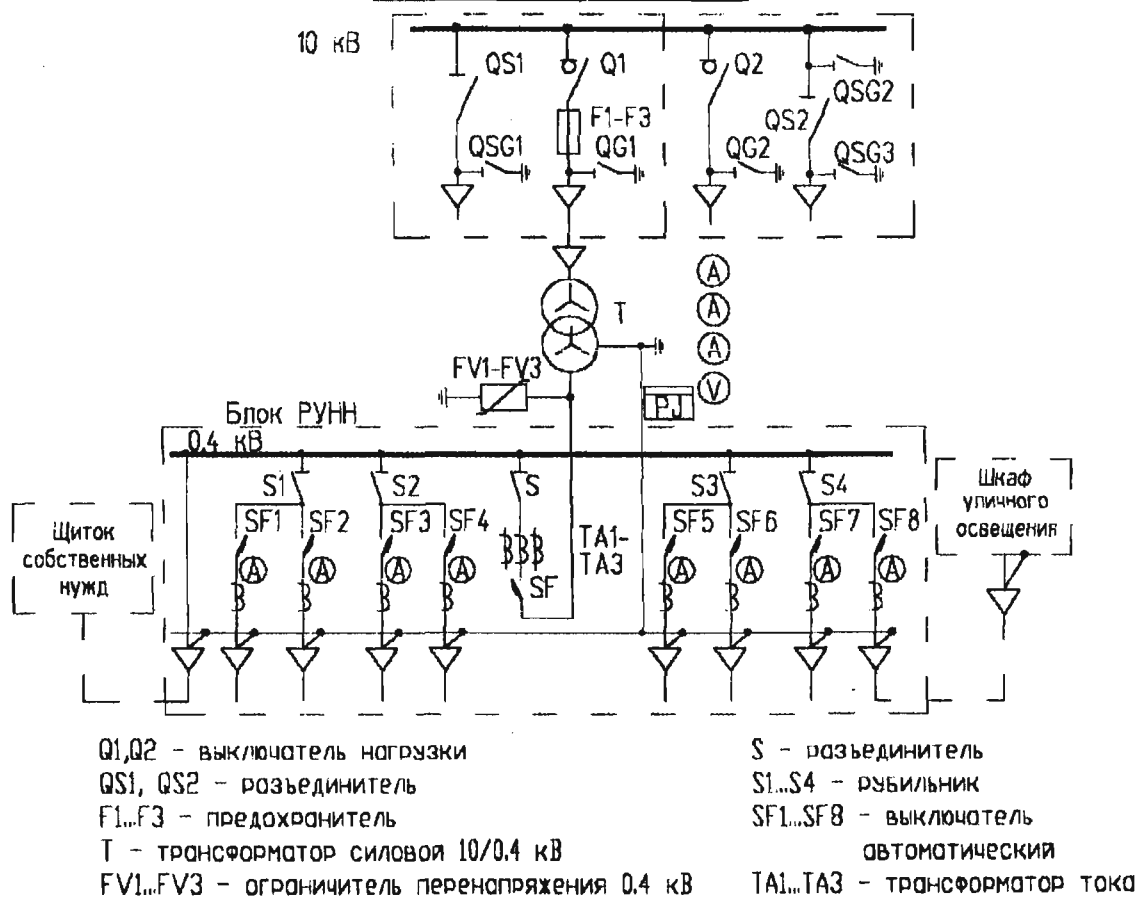 10 кВ
QS1
Q1
Q2
QSG2
QS2
F1-F3
QSG1
QG1
QG2
QSG3
T
A
A
A
V
FV1-FV3
PJ
Блок РУНН
0,4 кВ
S1
S2
S
S3
S4
SF1
SF2
SF3
SF4
TA1-
TA3
SF
SF5
SF6
SF7
SF8
A
A
A
A
A
A
A
Щиток
собственных
нужд
Шкаф
уличного
освещения
Q1,Q2 - выключатель нагрузки
QS1, QS2 - разъединитель
F1...F3 - предохранитель
T - трансформатор силовой 10/0.4 кВ
FV1...FV3 - ограничитель перенапряжения 0.4 кВ
S - разъединитель
S1...S4 - рубильник
SF1...SF8 - выключатель
автоматический
TA1...TA3 - трансформатор тока